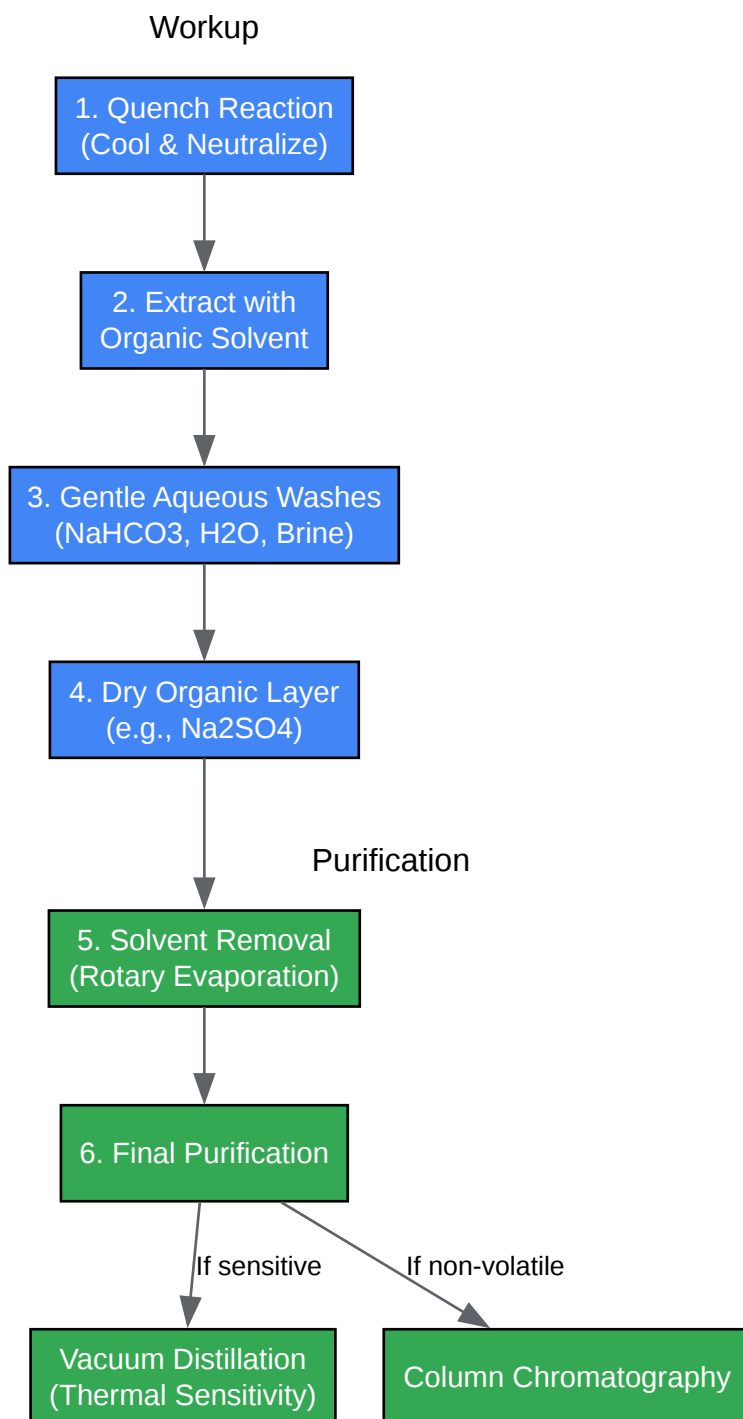 Workup
1. Quench Reaction
(Cool & Neutralize)
2. Extract with
Organic Solvent
3. Gentle Aqueous Washes
(NaHCO3, H2O, Brine)
4. Dry Organic Layer
(e.g., Na2SO4)
Purification
5. Solvent Removal
(Rotary Evaporation)
6. Final Purification
If sensitive
If non-volatile
Vacuum Distillation
(Thermal Sensitivity)
Column Chromatography